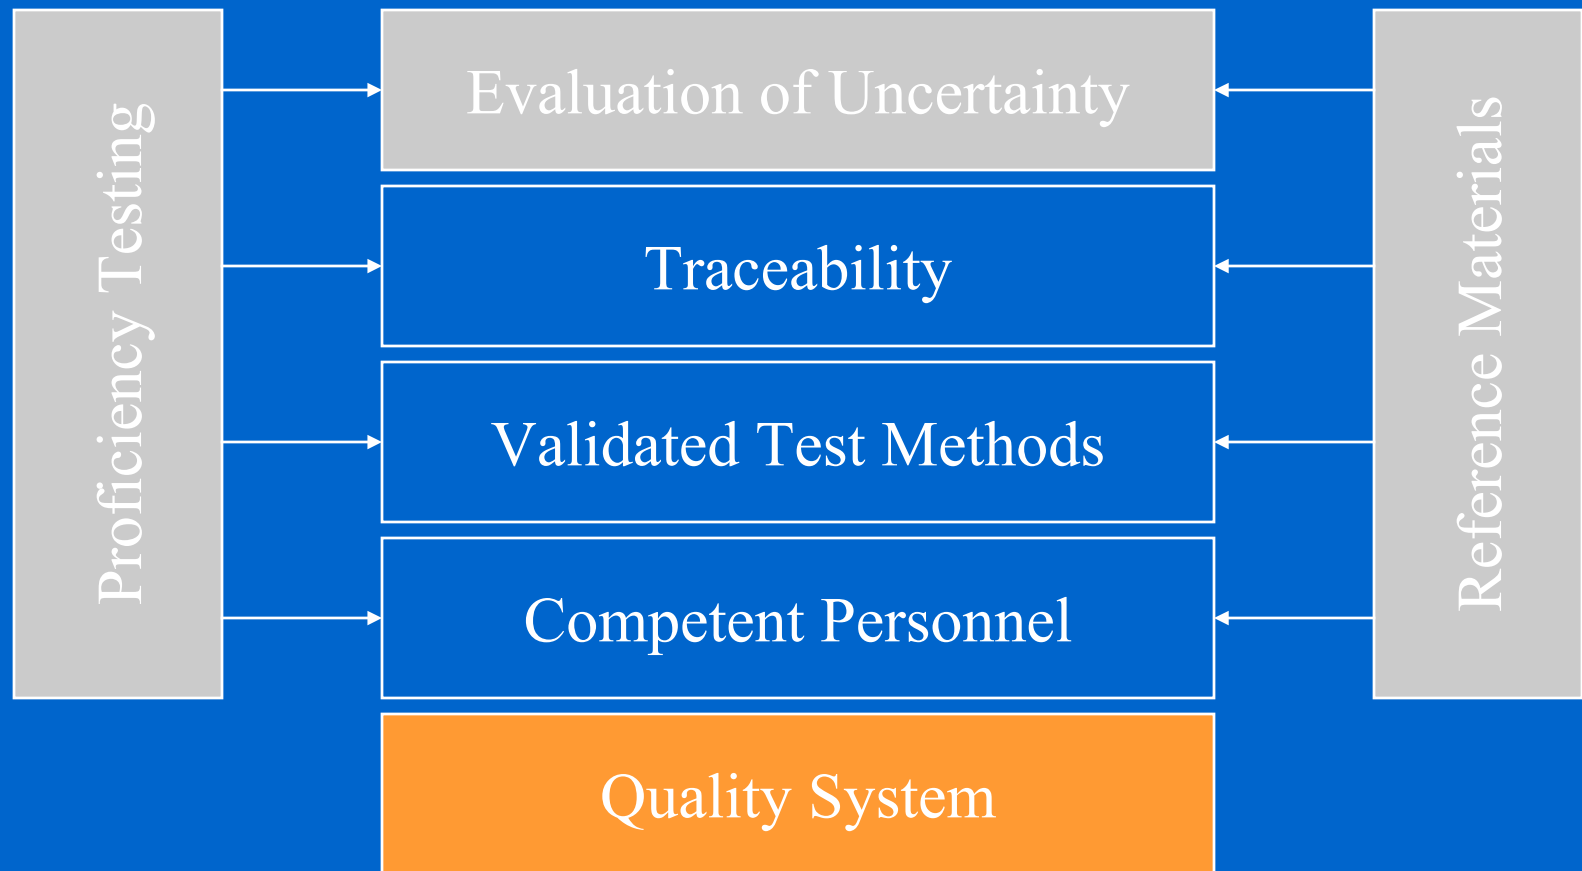 Proficiency Testing
Evaluation of Uncertainty
Traceability
Validated Test Methods
Competent Personnel
Quality System
Reference Materials